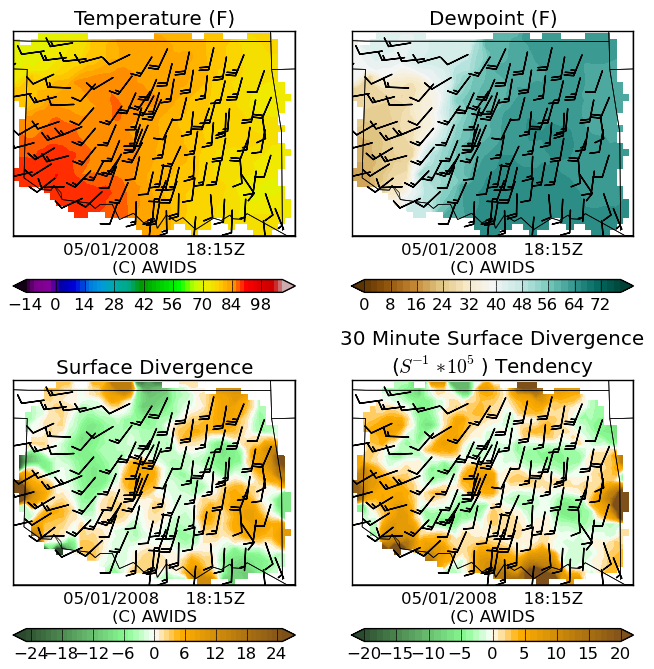 Temperature (F)
Dewpoint (F)
05/01/2008 18:15Z
(C) AWIDS
05/01/2008 18:15Z
(C) AWIDS
−14 0 14 28 42 56 70 84 98
0 8 16 24 32 40 48 56 64 72
Surface Divergence
30 Minute Surface Divergence
(S⁻¹ *10⁵ ) Tendency
05/01/2008 18:15Z
(C) AWIDS
05/01/2008 18:15Z
(C) AWIDS
−24 −18 −12 −6 0 6 12 18 24
−20 −15 −10 −5 0 5 10 15 20